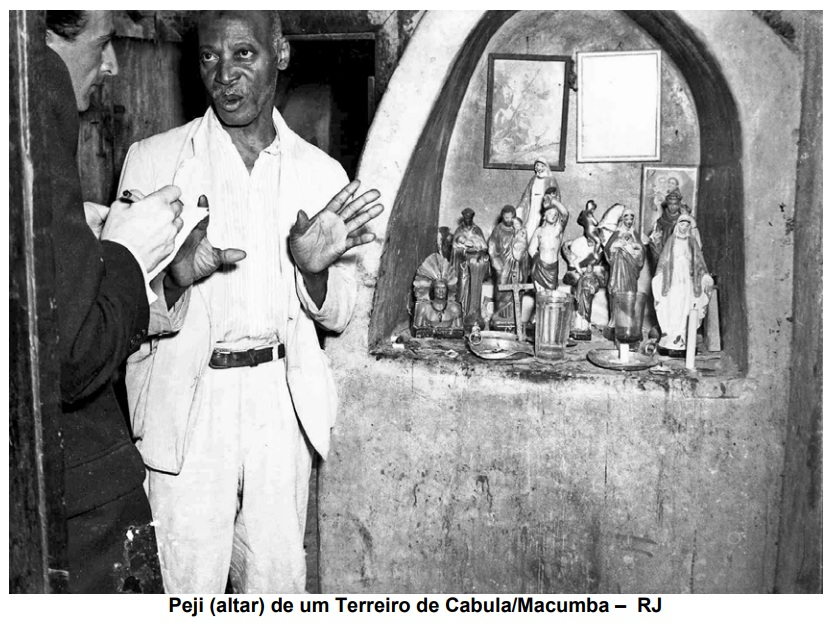 Peji (altar) de um Terreiro de Cabula/Macumba – RJ